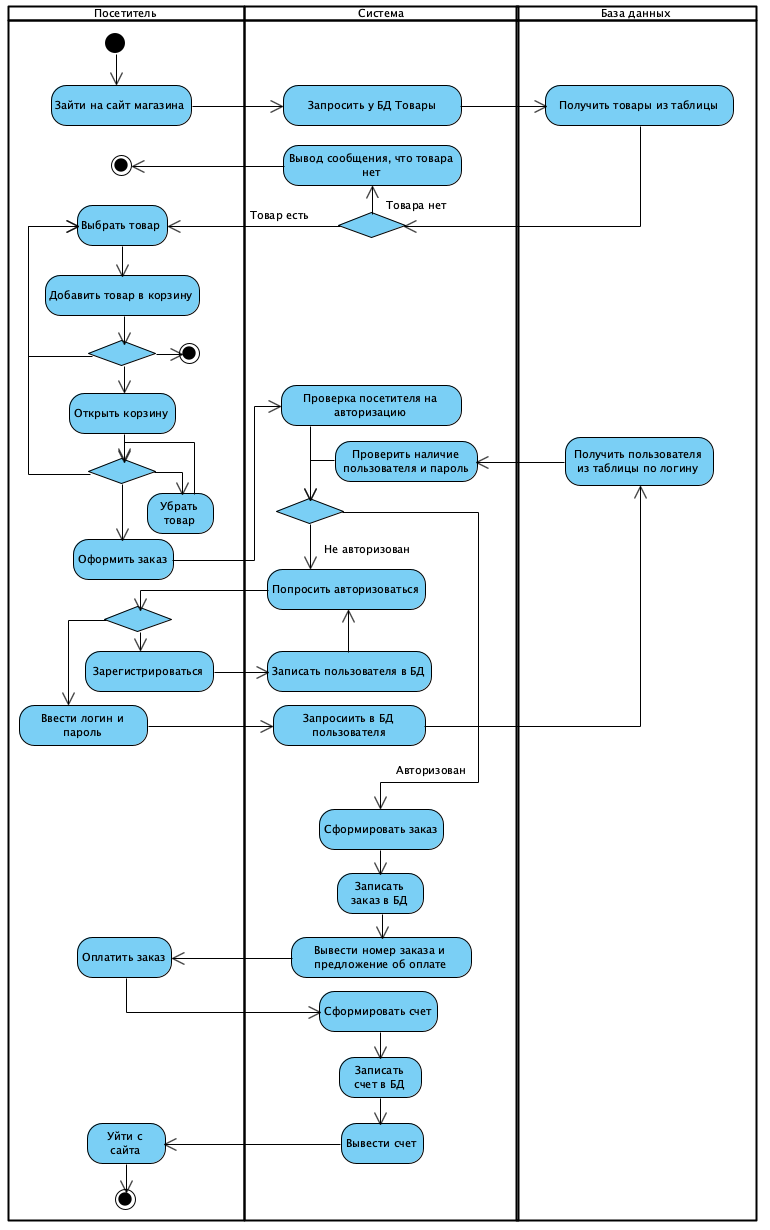 Посетитель
Система
База данных
Зайти на сайт магазина
Запросить у БД Товары
Получить товары из таблицы
Вывод сообщения, что товара
нет
Товара нет
Товар есть
Выбрать товар
Добавить товар в корзину
Открыть корзину
Проверка посетителя на
авторизацию
Проверить наличие
пользователя и пароль
Получить пользователя
из таблицы по логину
Убрать
товар
Оформить заказ
Не авторизован
Попросить авторизоваться
Зарегистрироваться
Записать пользователя в БД
Ввести логин и
пароль
Запросиить в БД
пользователя
Авторизован
Сформировать заказ
Записать
заказ в БД
Вывести номер заказа и
предложение об оплате
Оплатить заказ
Сформировать счет
Записать
счет в БД
Вывести счет
Уйти с
сайта